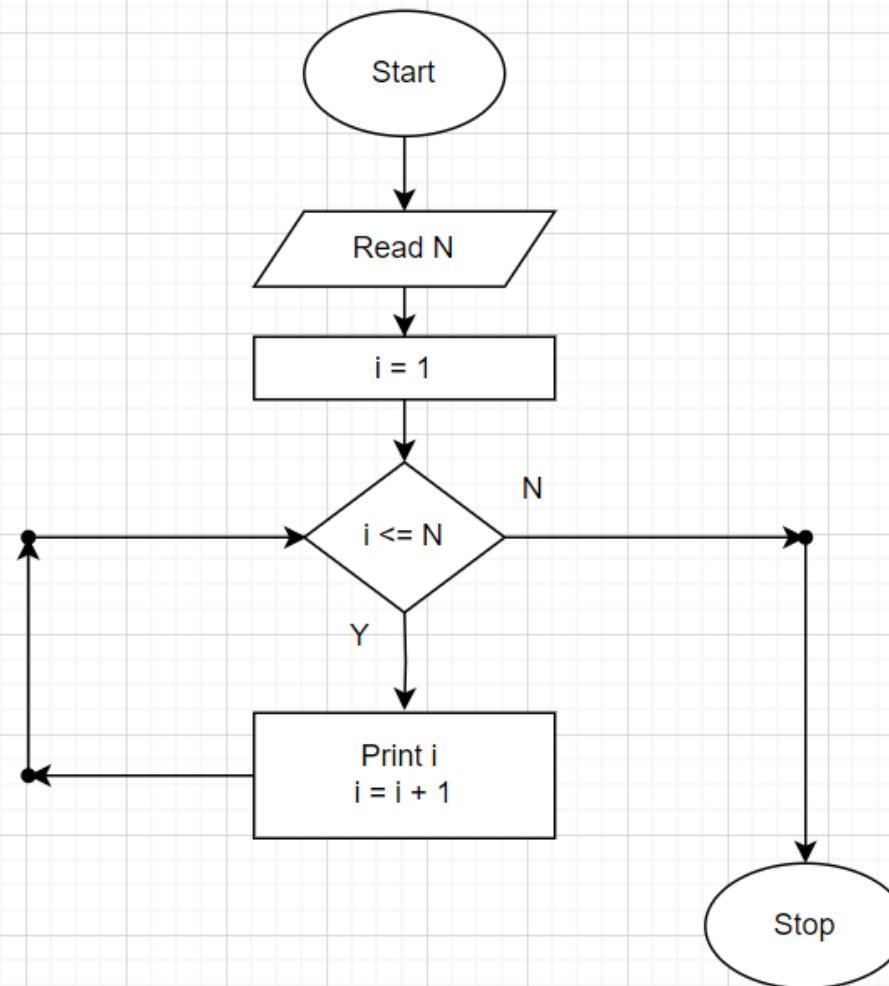 Start
Read N
i = 1
N
i <= N
Y
Print i
i = i + 1
Stop